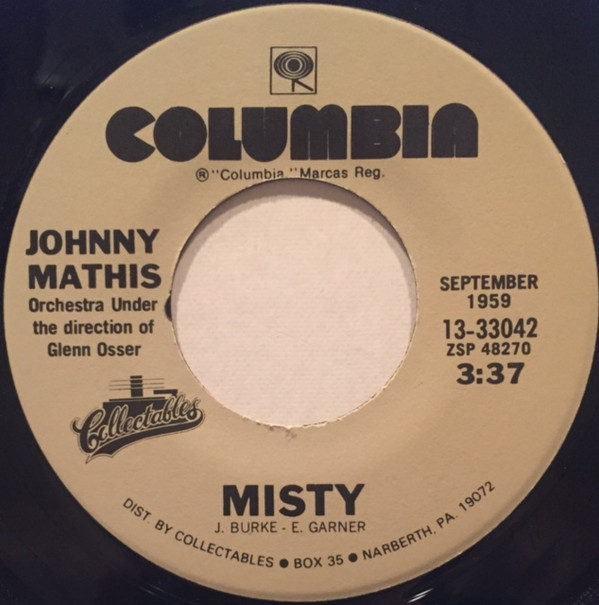 COLUMBIA
®"Columbia," Marcas Reg.
JOHNNY
MATHIS
Orchestra Under
the direction of
Glenn Osser
SEPTEMBER
1959
13-33042
ZSP 48270
3:37
Collectables
MISTY
J. BURKE - E. GARNER
DIST. BY COLLECTABLES ● BOX 35 ● NARBERTH, PA. 19072